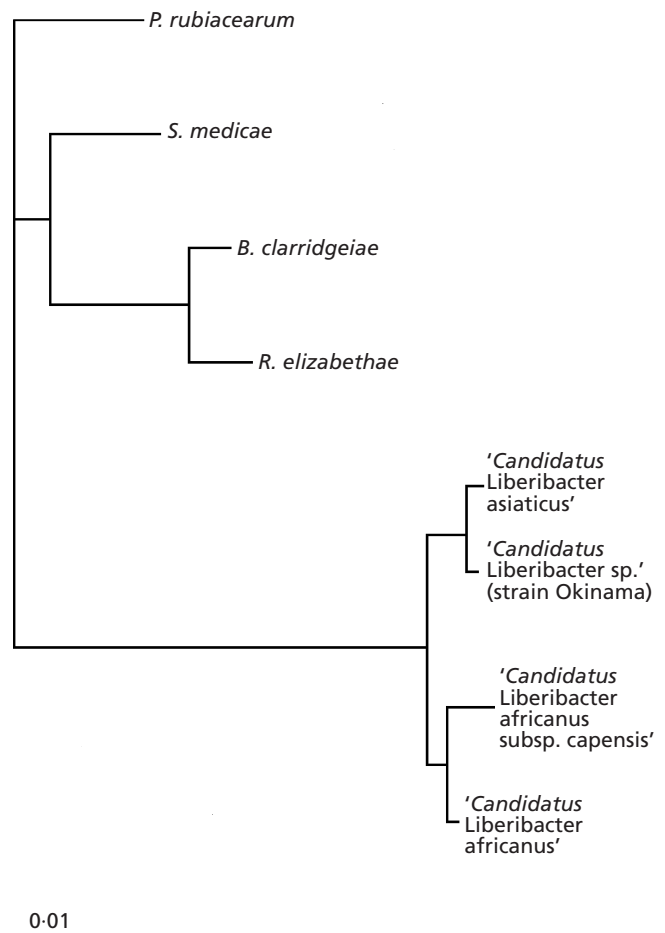 P. rubiacearum
S. medicae
B. clarridgeiae
R. elizabethae
‘Candidatus
Liberibacter
asiaticus’
‘Candidatus
Liberibacter sp.’
(strain Okinama)
‘Candidatus
Liberibacter
africanus
subsp. capensis’
‘Candidatus
Liberibacter
africanus’
0·01